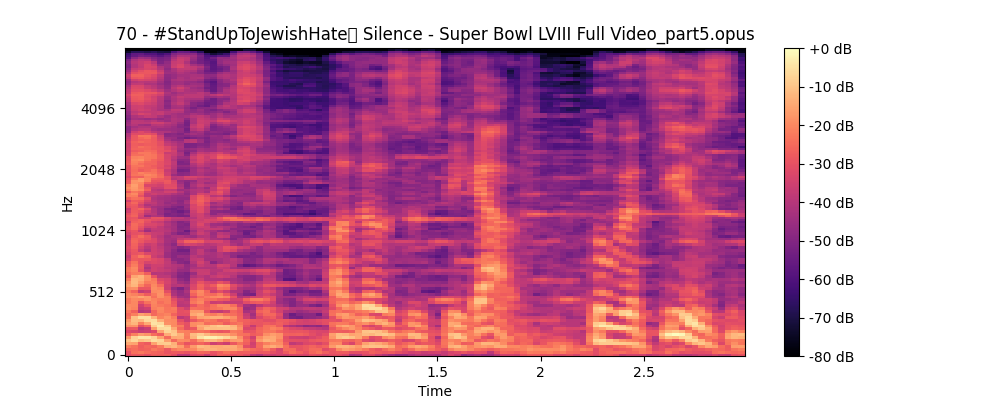 70 - #StandUpToJewishHate▯ Silence - Super Bowl LVIII Full Video_part5.opus
+0 dB
4096
-10 dB
-20 dB
2048
-30 dB
Hz
-40 dB
1024
-50 dB
512
-60 dB
-70 dB
0
-80 dB
0 0.5 1 1.5 2 2.5
Time